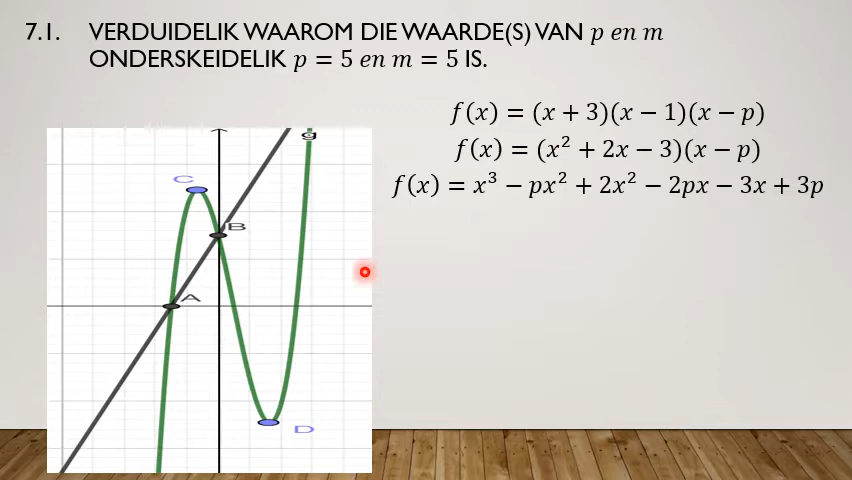 7.1. VERDUIDELIK WAAROM DIE WAARDE(S) VAN p en m
ONDERSKEIDELIK p = 5 en m = 5 IS.
f(x) = (x + 3)(x − 1)(x − p)
f(x) = (x² + 2x − 3)(x − p)
f(x) = x³ − px² + 2x² − 2px − 3x + 3p
g
C
B
A
D